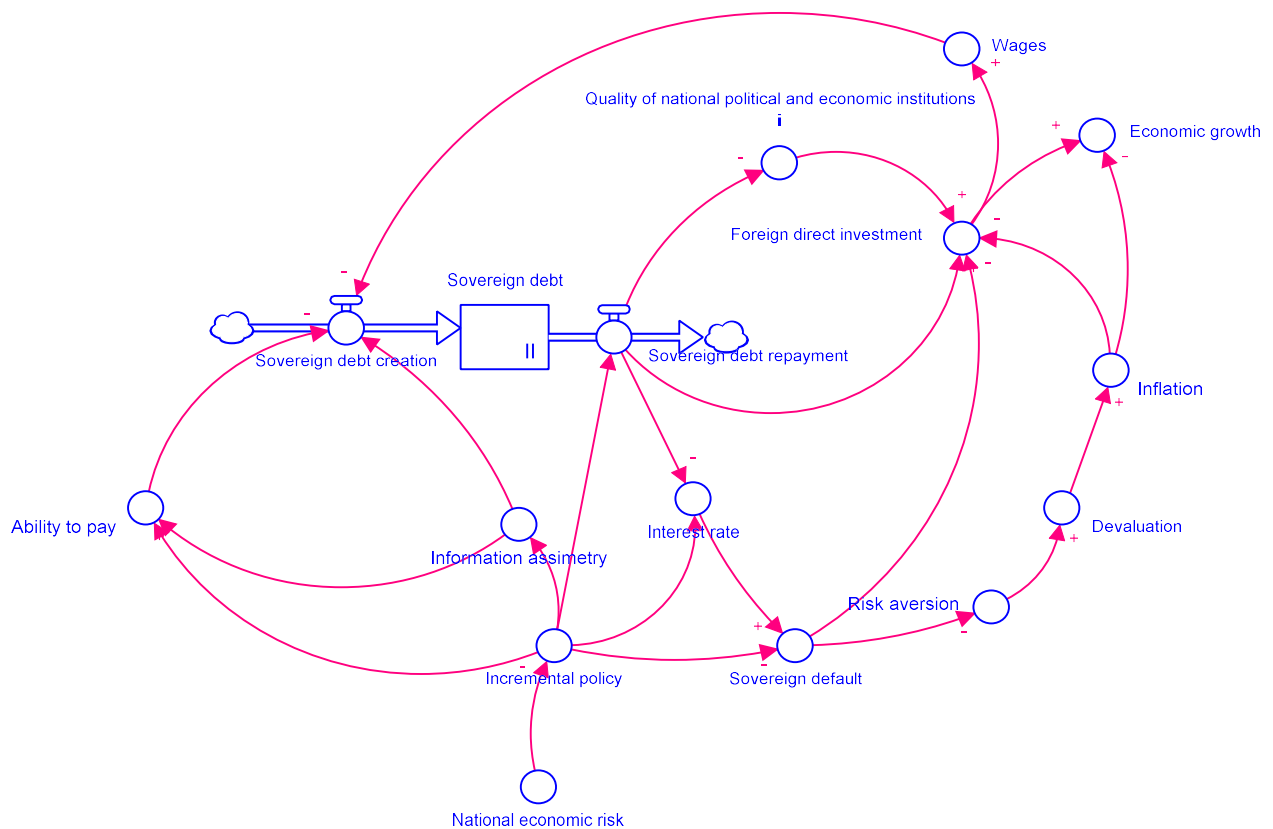 Wages
+
Quality of national political and economic institutions
i
+
Economic growth
-
-
+
-
Foreign direct investment
-
-
Sovereign debt
-
Sovereign debt creation
II
Sovereign debt repayment
Inflation
+
-
Ability to pay
Information assimetry
Interest rate
Devaluation
+
Risk aversion
+
-
-
-
Incremental policy
Sovereign default
National economic risk